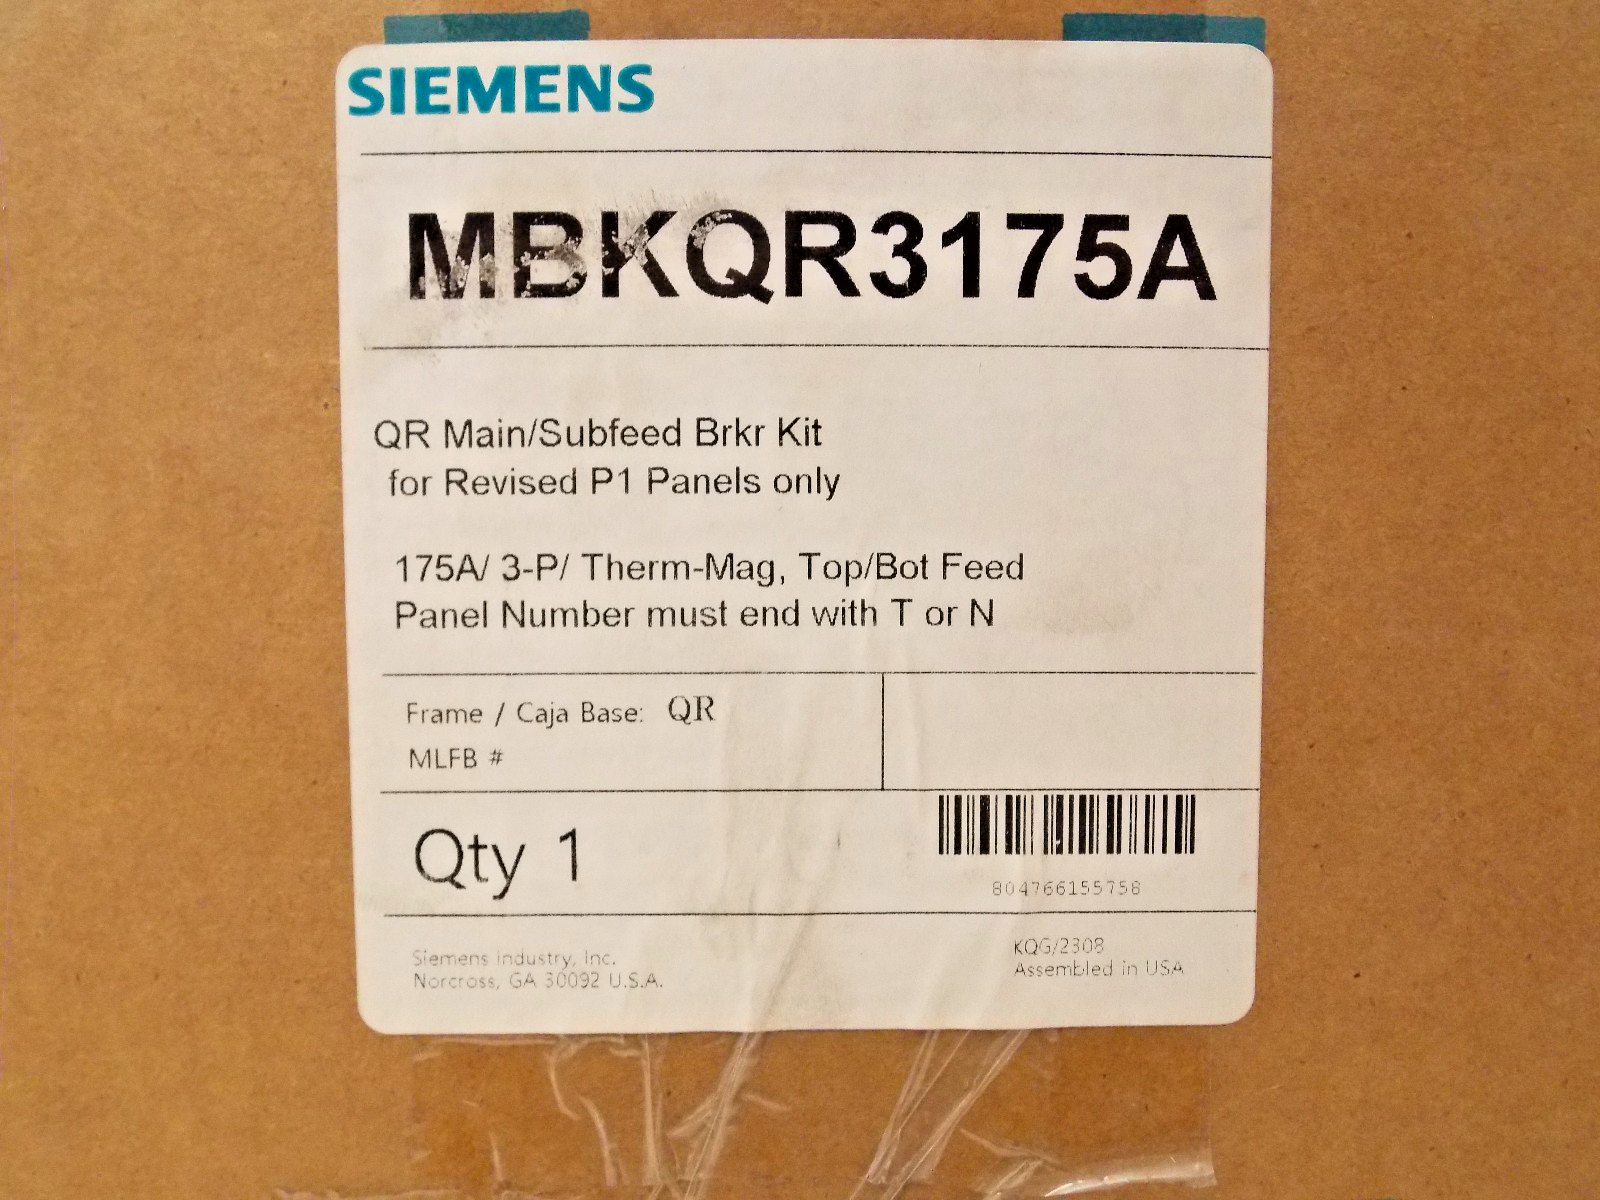 SIEMENS
MBKQR3175A
QR Main/Subfeed Brkr Kit
for Revised P1 Panels only
175A/ 3-P/ Therm-Mag, Top/Bot Feed
Panel Number must end with T or N
Frame / Caja Base: QR
MLFB #
Qty 1
804766155758
Siemens Industry, Inc.
Norcross, GA 30092 U.S.A.
KQG/2308
Assembled in USA